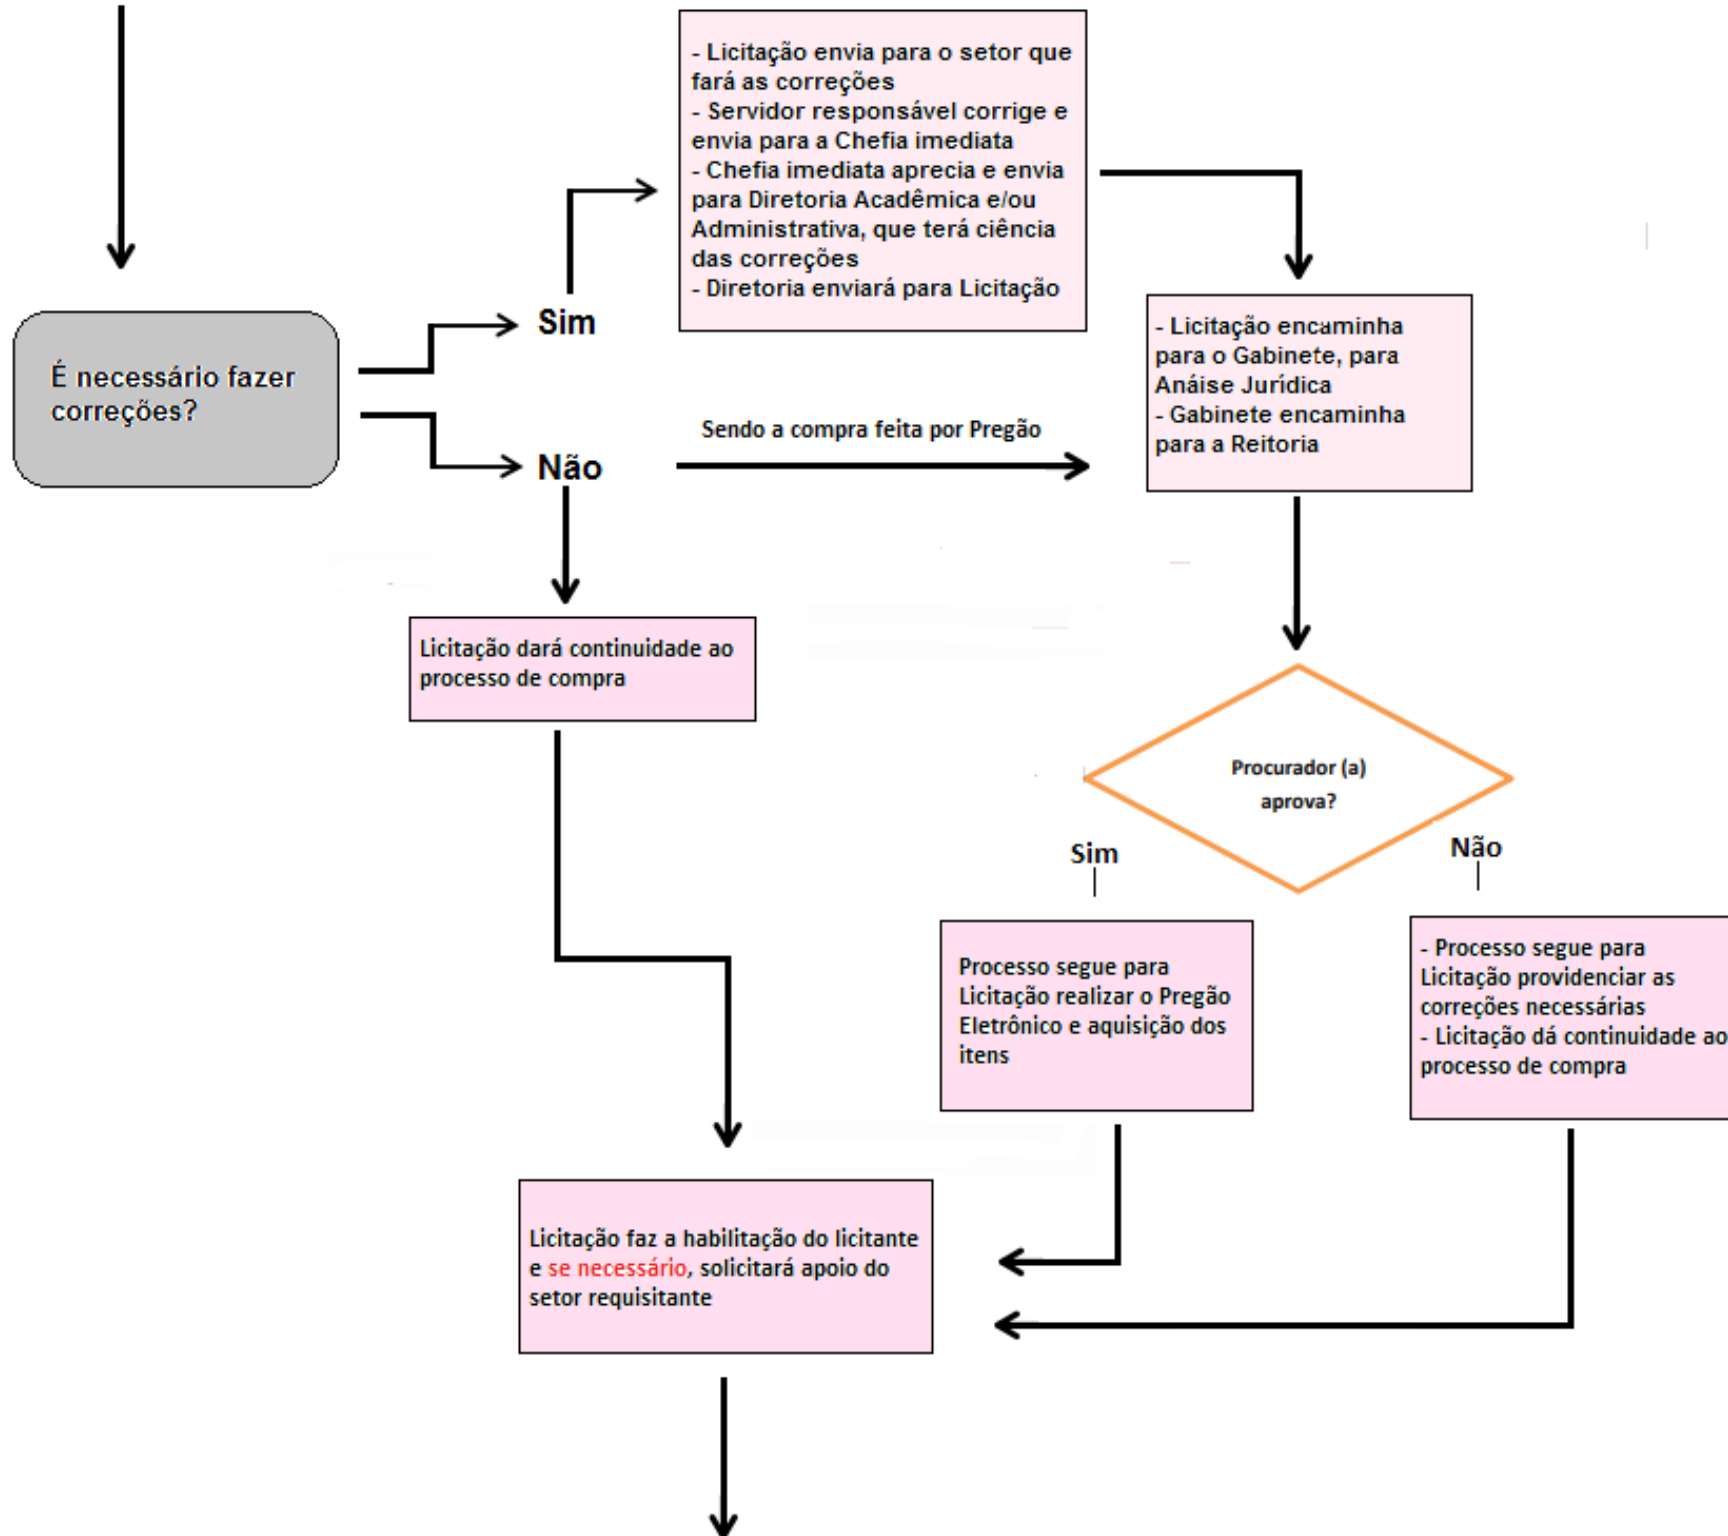 - Licitação envia para o setor que
fará as correções
- Servidor responsável corrige e
envia para a Chefia imediata
- Chefia imediata aprecia e envia
para Diretoria Acadêmica e/ou
Administrativa, que terá ciência
das correções
- Diretoria enviará para Licitação
Sim
É necessário fazer
correções?
- Licitação encaminha
para o Gabinete, para
Anáise Jurídica
- Gabinete encaminha
para a Reitoria
Sendo a compra feita por Pregão
Não
Licitação dará continuidade ao
processo de compra
Procurador (a)
aprova?
Sim
Não
Processo segue para
Licitação realizar o Pregão
Eletrônico e aquisição dos
itens
- Processo segue para
Licitação providenciar as
correções necessárias
- Licitação dá continuidade ao
processo de compra
Licitação faz a habilitação do licitante
e se necessário, solicitará apoio do
setor requisitante